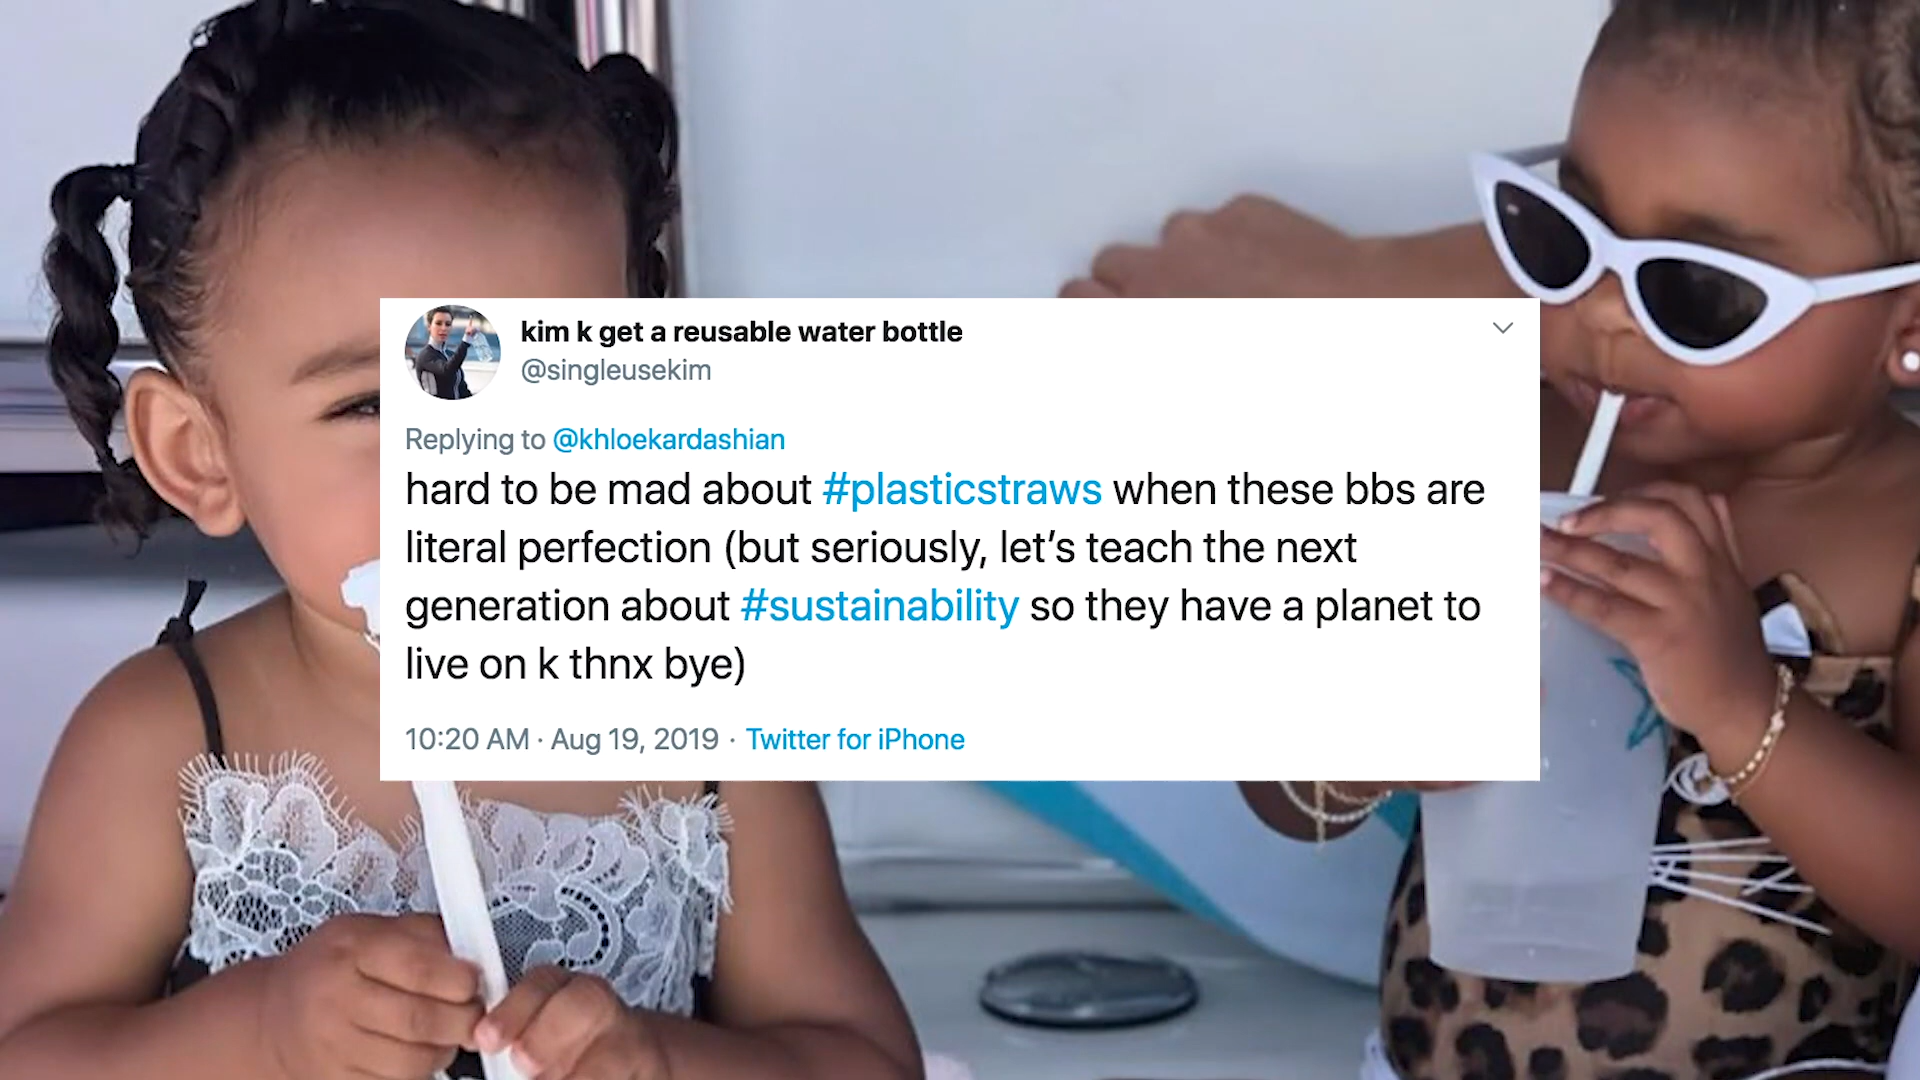 kim k get a reusable water bottle
@singleusekim
Replying to @khloekardashian
hard to be mad about #plasticstraws when these bbs are
literal perfection (but seriously, let’s teach the next
generation about #sustainability so they have a planet to
live on k thnx bye)
10:20 AM · Aug 19, 2019 · Twitter for iPhone